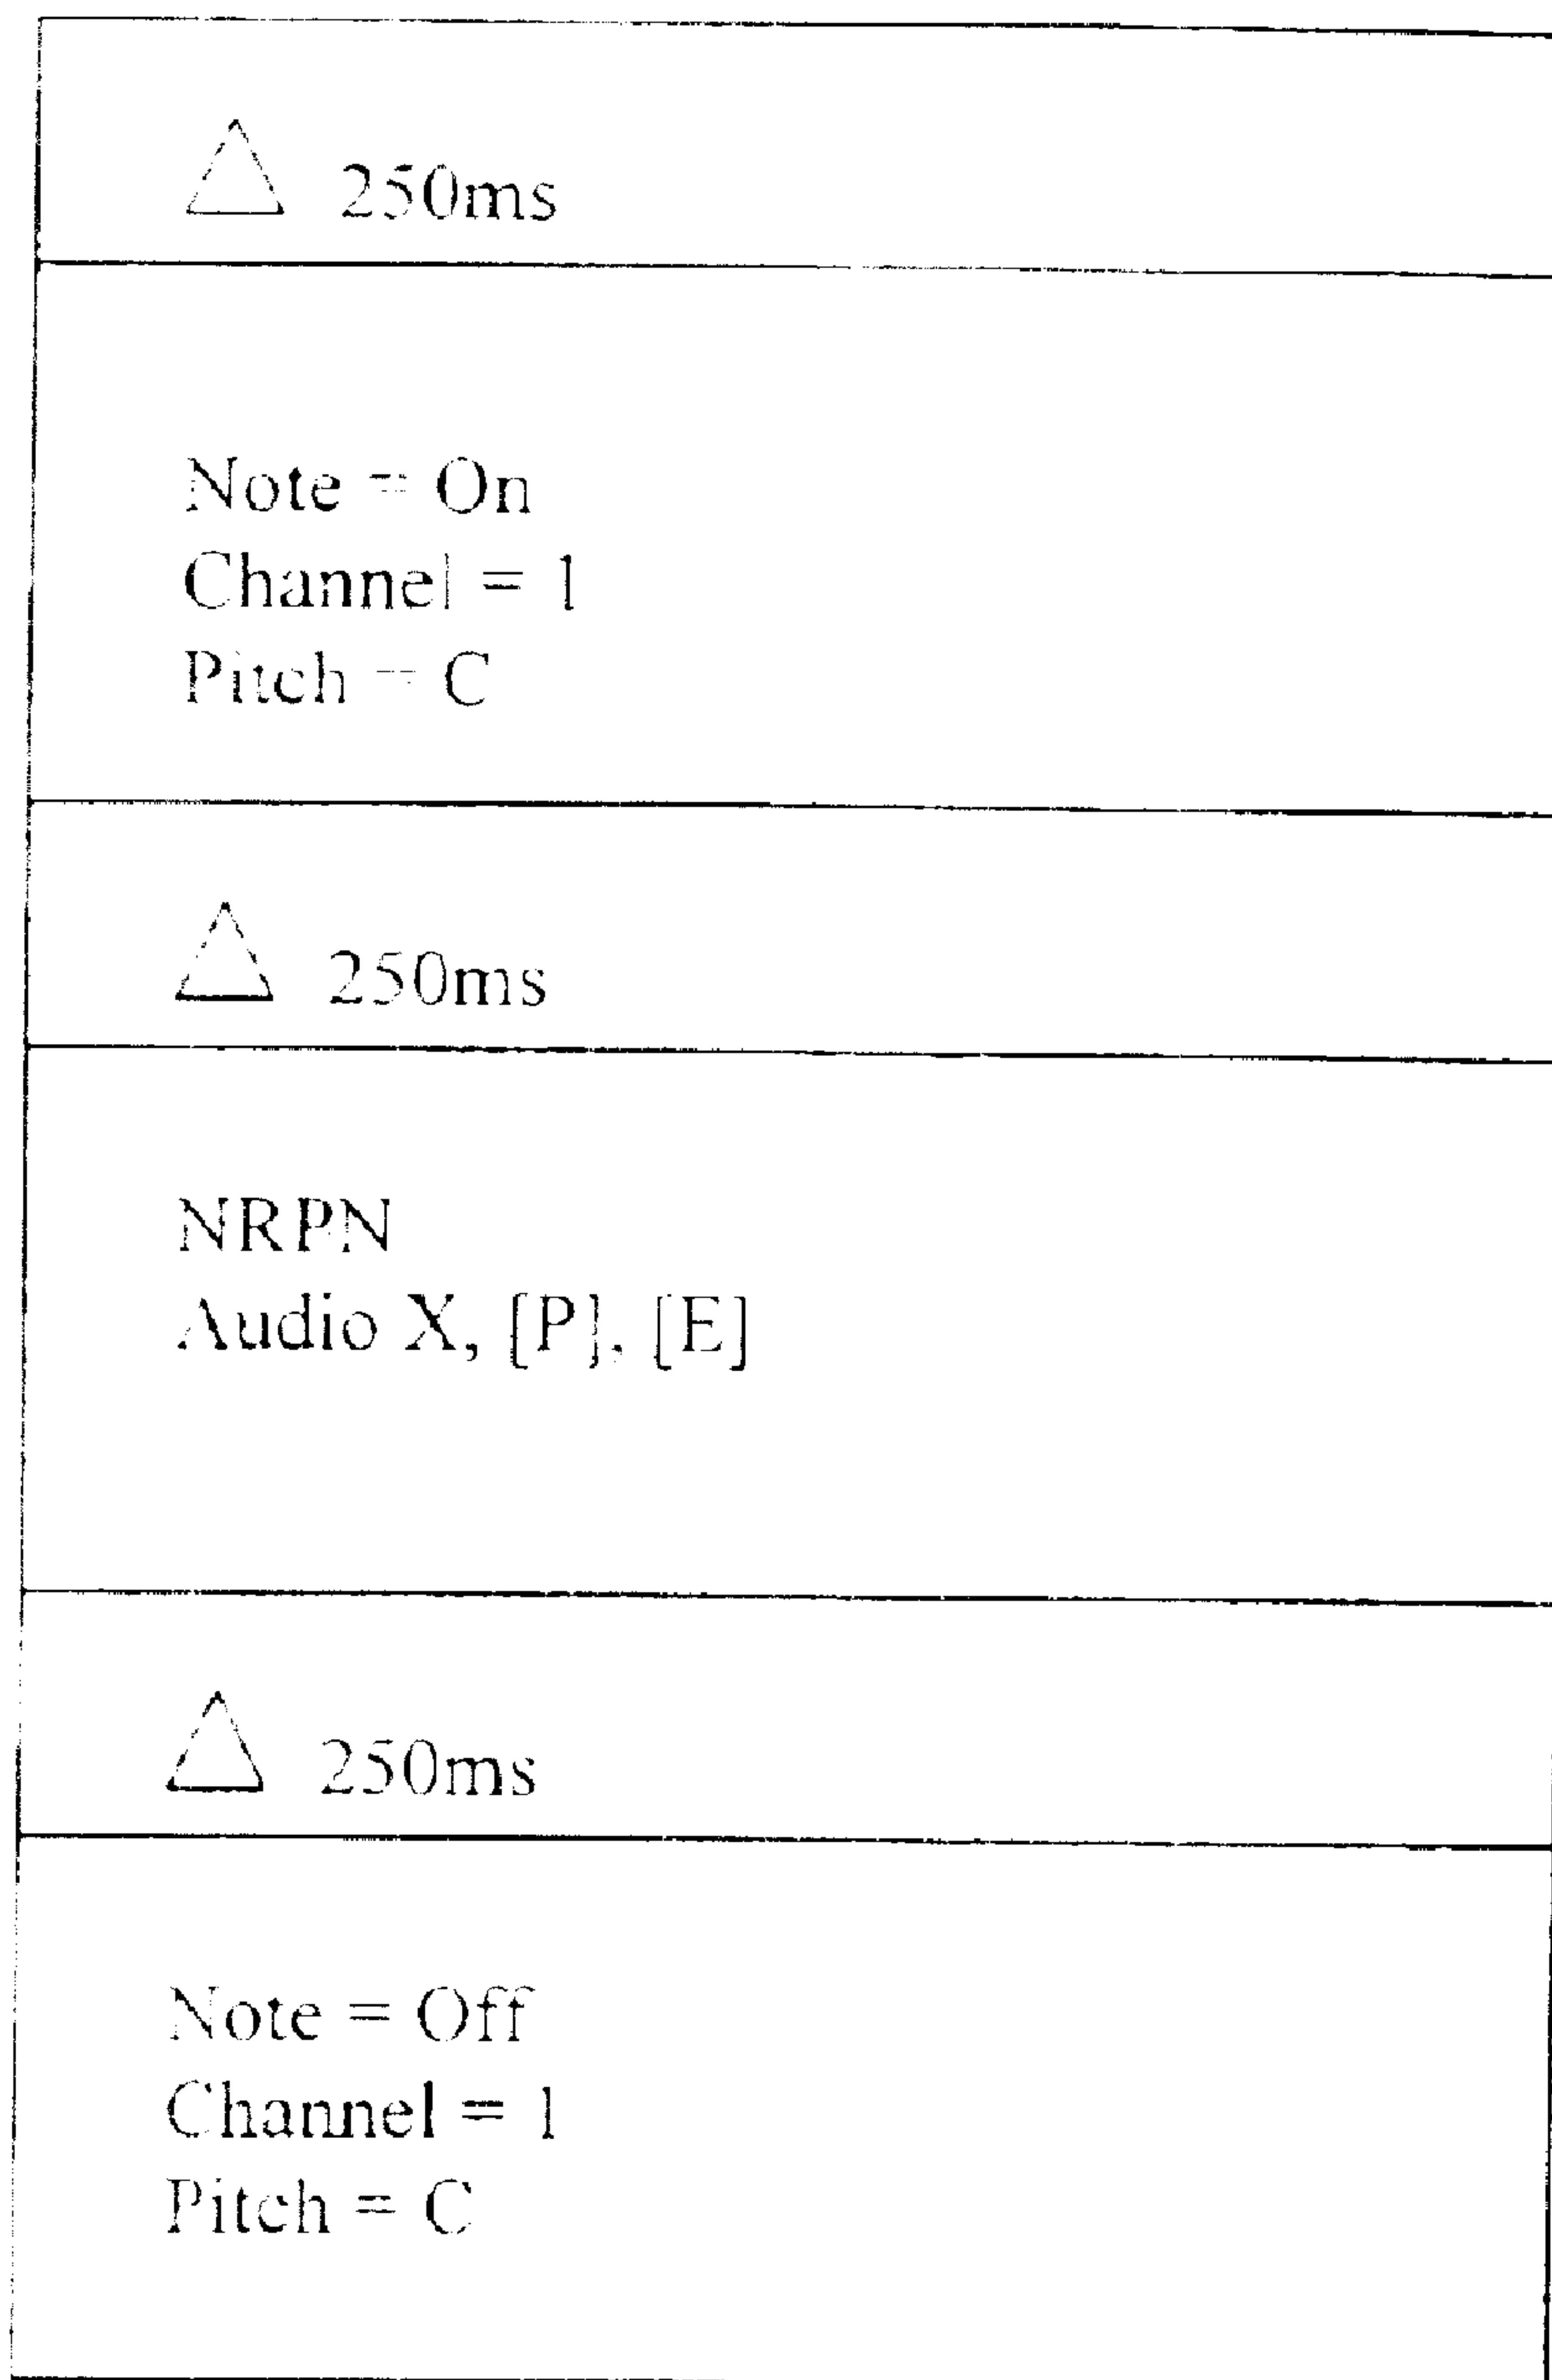 △ 250ms
Note = On
Channel = 1
Pitch = C
△ 250ms
NRPN
Audio X, [P], [E]
△ 250ms
Note = Off
Channel = 1
Pitch = C